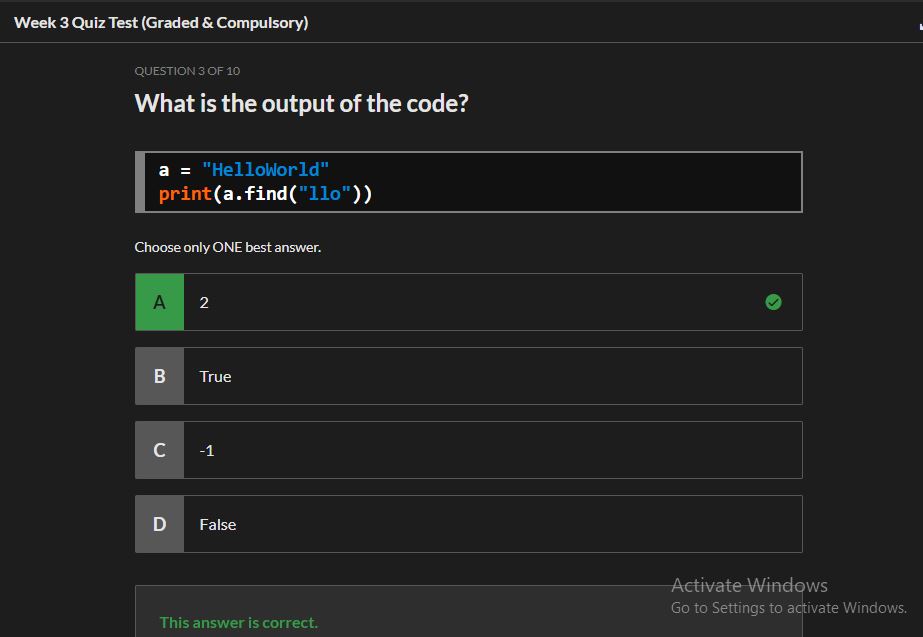 Week 3 Quiz Test (Graded & Compulsory)
QUESTION 3 OF 10
What is the output of the code?
a = "HelloWorld"
print(a.find("llo"))
Choose only ONE best answer.
A 2
B True
C -1
D False
Activate Windows
Go to Settings to activate Windows.
This answer is correct.